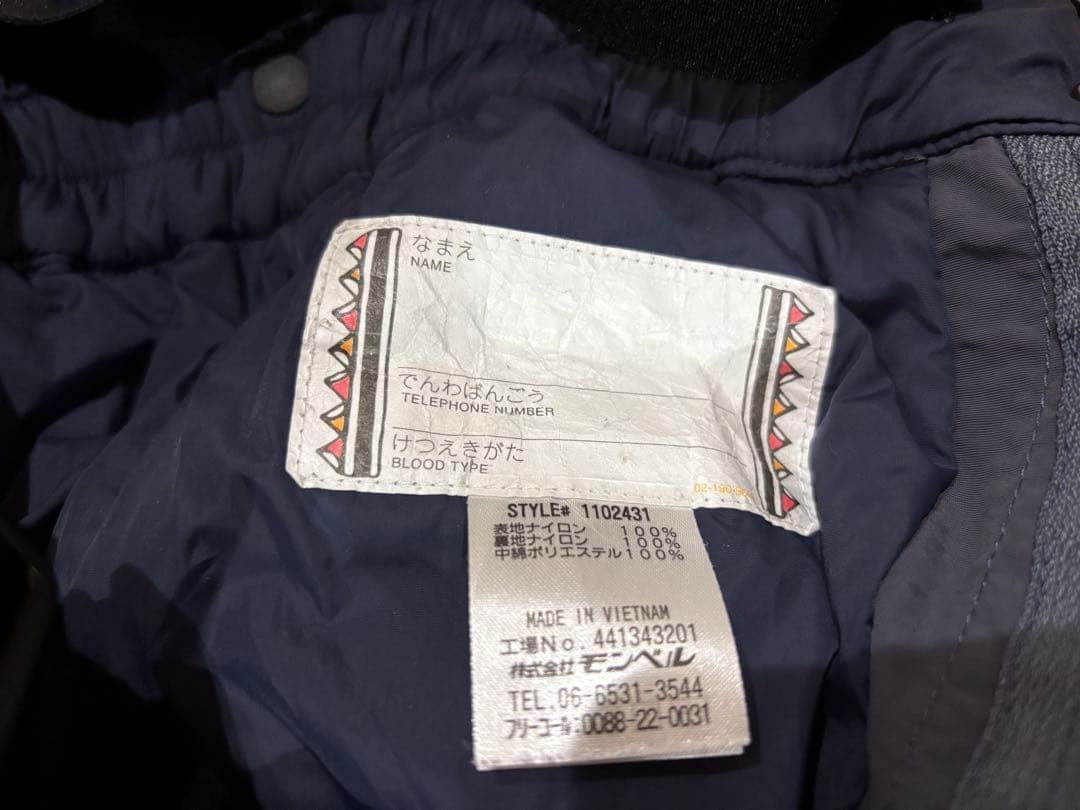 なまえ
NAME
でんわばんごう
TELEPHONE NUMBER
けつえきがた
BLOOD TYPE
STYLE# 1102431
表地ナイロン 100%
裏地ナイロン 100%
中綿ポリエステル100%
MADE IN VIETNAM
工場No. 441343201
株式会社 モンベル
TEL.06-6531-3544
フリーコール:0088-22-0031